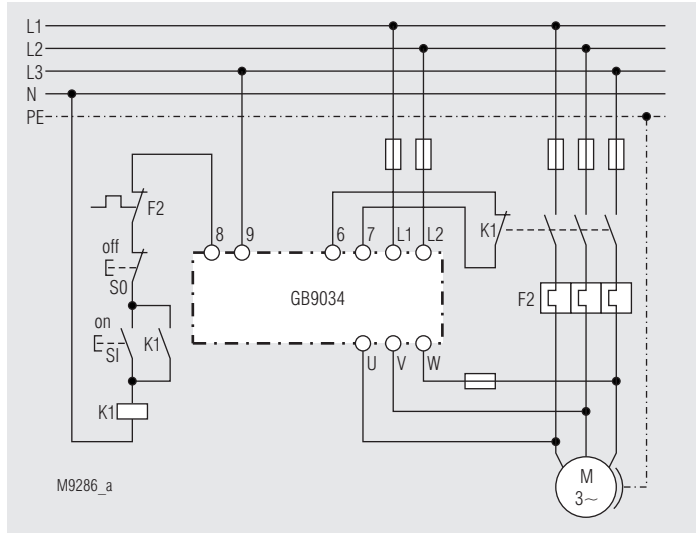 L1
L2
L3
N
PE
F2
8
9
6
7
L1
L2
K1
off
S0
GB9034
F2
on
SI
K1
U
V
W
K1
M
3~
M9286_a